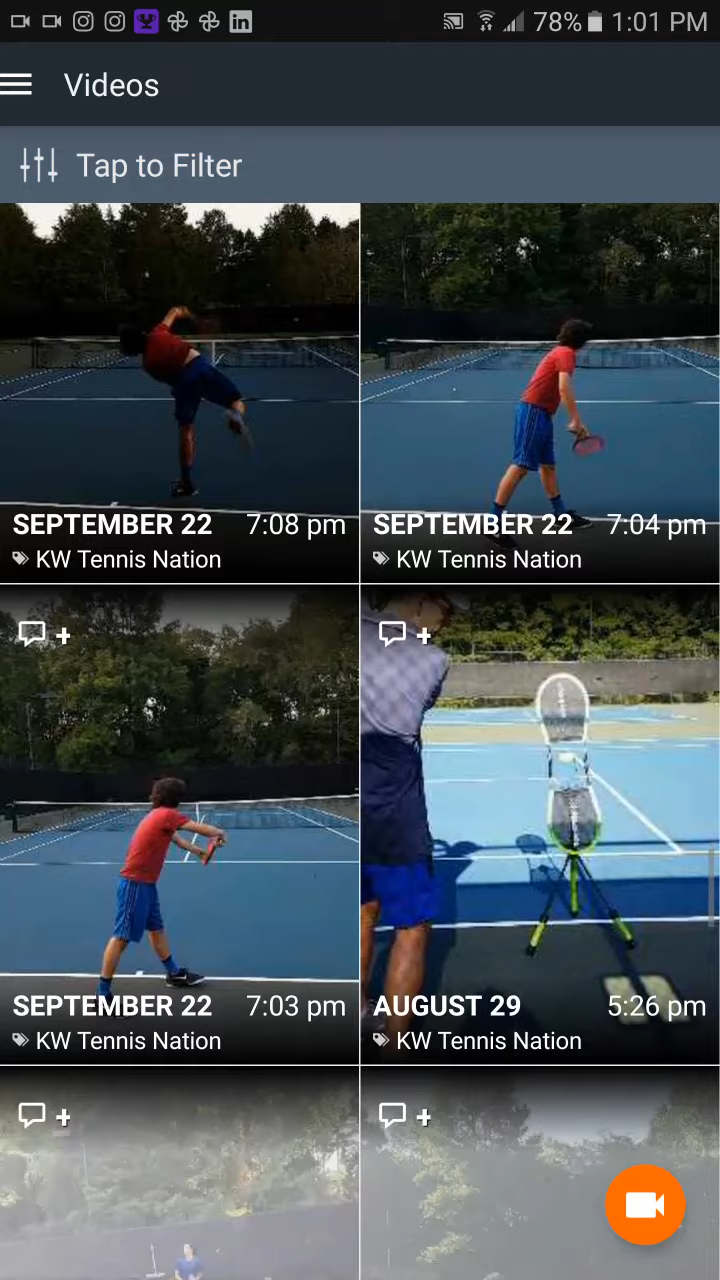 78% 1:01 PM
Videos
Tap to Filter
SEPTEMBER 22 7:08 pm
KW Tennis Nation
SEPTEMBER 22 7:04 pm
KW Tennis Nation
+
SEPTEMBER 22 7:03 pm
KW Tennis Nation
+
AUGUST 29 5:26 pm
KW Tennis Nation
+
+